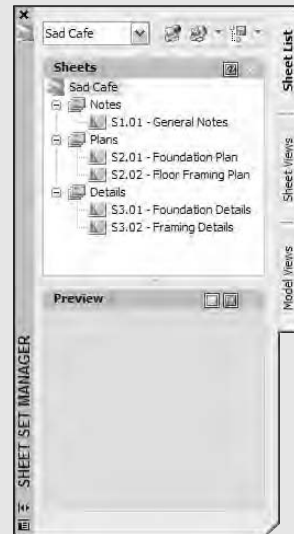 Sad Cafe
Sheets
Sad Cafe
Notes
S1.01 - General Notes
Plans
S2.01 - Foundation Plan
S2.02 - Floor Framing Plan
Details
S3.01 - Foundation Details
S3.02 - Framing Details
Preview
Sheet List
Sheet Views
Model Views
SHEET SET MANAGER